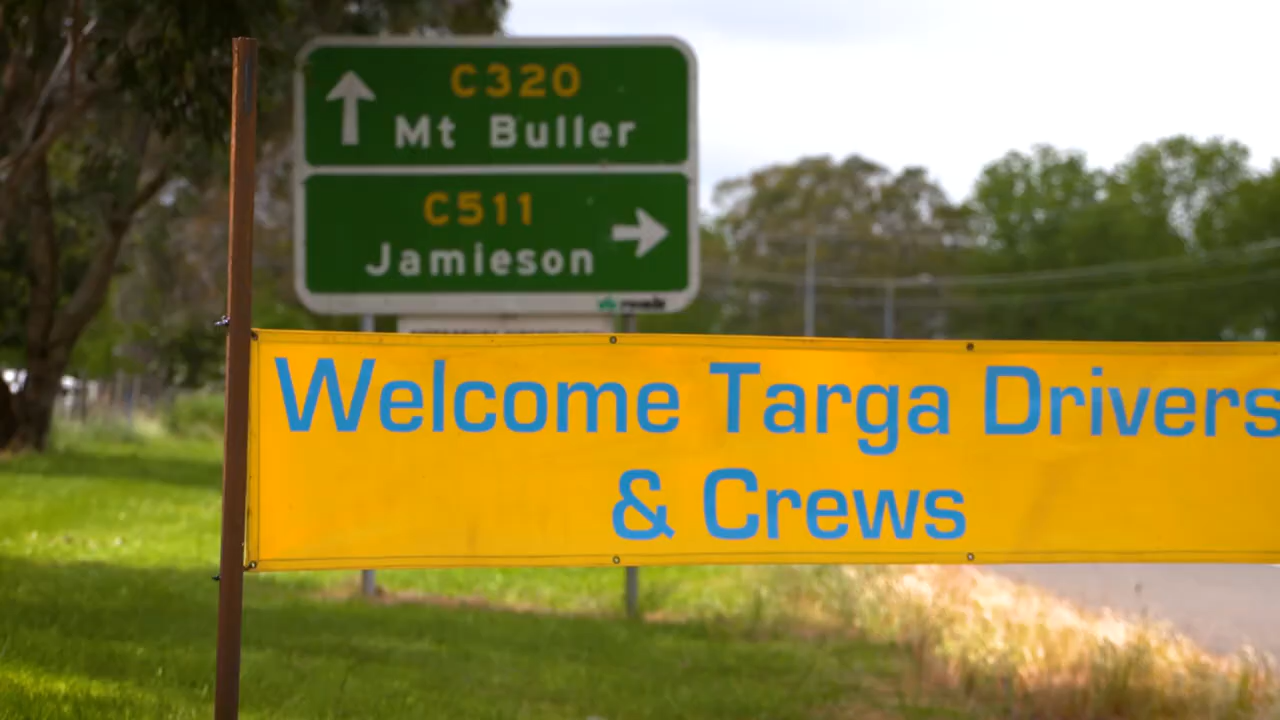 C320
Mt Buller
C511
Jamieson
Welcome Targa Drivers
& Crews